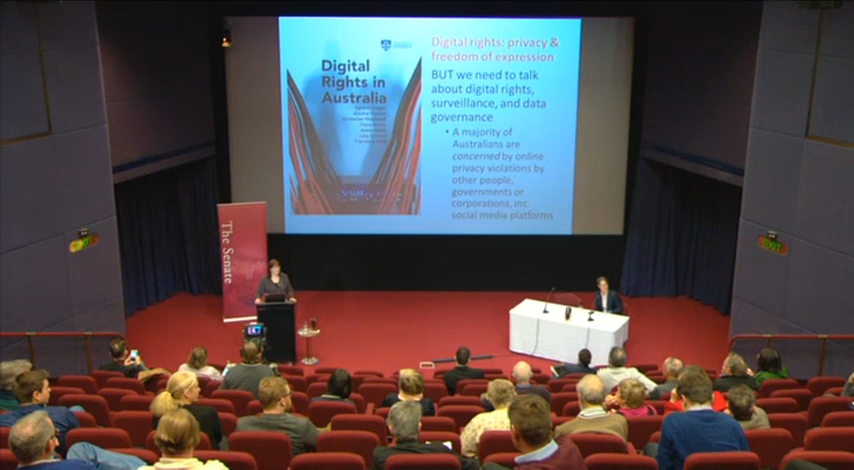 Digital
Rights in
Australia
Digital rights: privacy &
freedom of expression
BUT we need to talk
about digital rights,
surveillance, and data
governance
• A majority of
Australians are
concerned by online
privacy violations by
other people,
governments or
corporations, inc.
social media platforms
The Senate
EXIT
EXIT